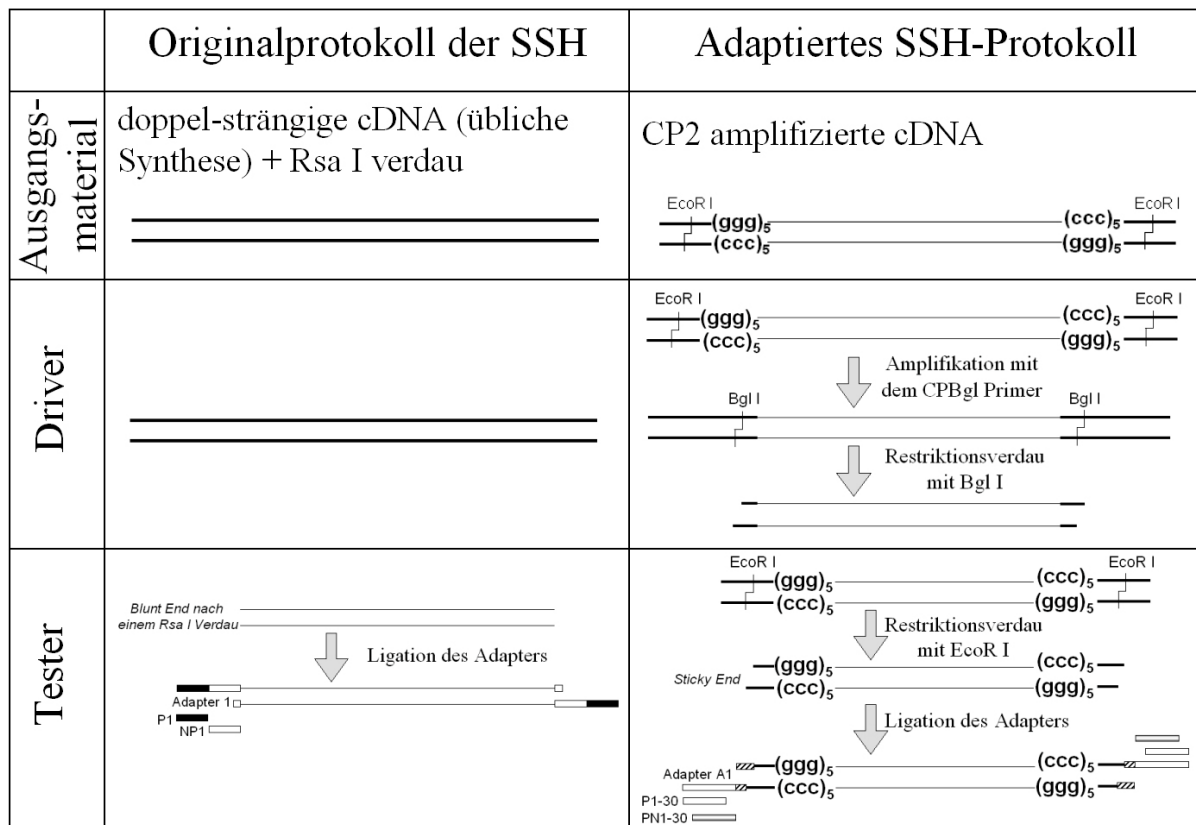 Originalprotokoll der SSH
Adaptiertes SSH-Protokoll
Ausgangs-
material
doppel-strängige cDNA (übliche
Synthese) + Rsa I verdau
CP2 amplifizierte cDNA
EcoR I
EcoR I
(ggg)5
(ccc)5
(ccc)5
(ggg)5
Driver
EcoR I
EcoR I
(ggg)5
(ccc)5
(ccc)5
(ggg)5
Amplifikation mit
dem CPBgl Primer
Bgl I
Bgl I
Restriktionsverdau
mit Bgl I
Tester
Blunt End nach
einem Rsa I Verdau
Ligation des Adapters
Adapter 1
P1
NP1
EcoR I
EcoR I
(ggg)5
(ccc)5
(ccc)5
(ggg)5
Restriktionsverdau
mit EcoR I
(ggg)5
(ccc)5
Sticky End
(ccc)5
(ggg)5
Ligation des Adapters
(ggg)5
(ccc)5
Adapter A1
(ccc)5
(ggg)5
P1-30
PN1-30